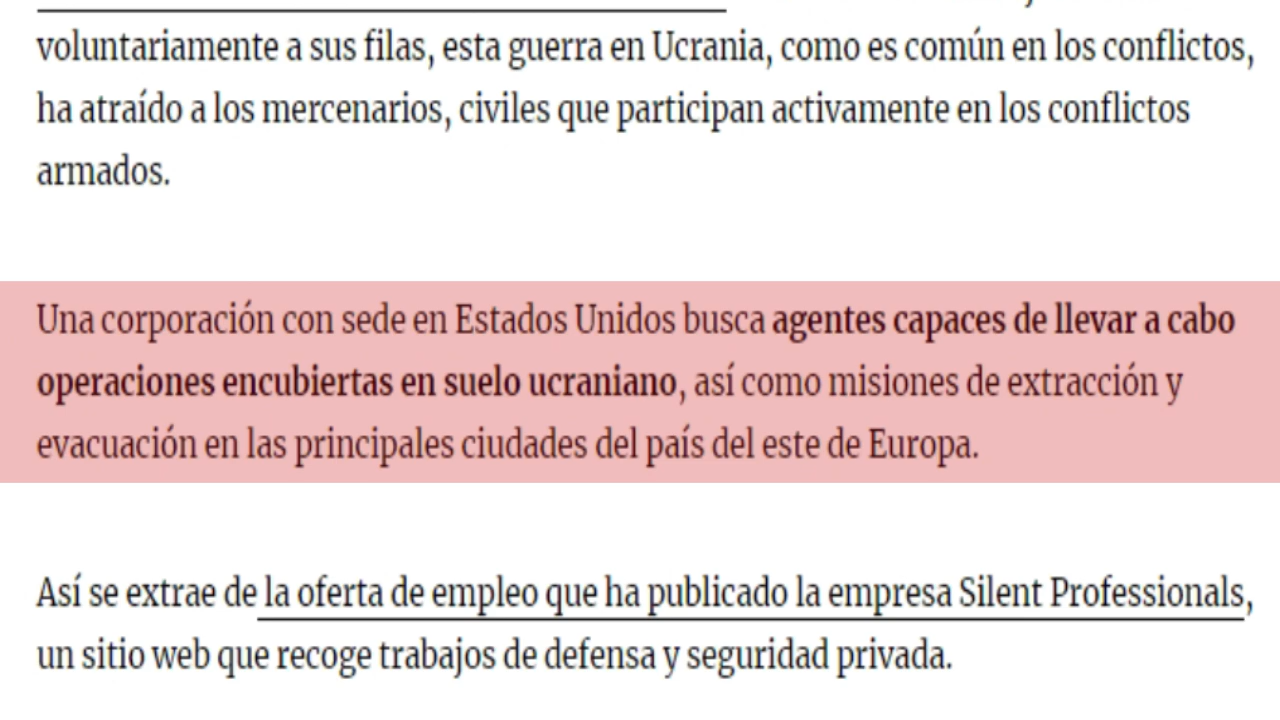 voluntariamente a sus filas, esta guerra en Ucrania, como es común en los conflictos,
ha atraído a los mercenarios, civiles que participan activamente en los conflictos
armados.
Una corporación con sede en Estados Unidos busca agentes capaces de llevar a cabo
operaciones encubiertas en suelo ucraniano, así como misiones de extracción y
evacuación en las principales ciudades del país del este de Europa.
Así se extrae de la oferta de empleo que ha publicado la empresa Silent Professionals,
un sitio web que recoge trabajos de defensa y seguridad privada.